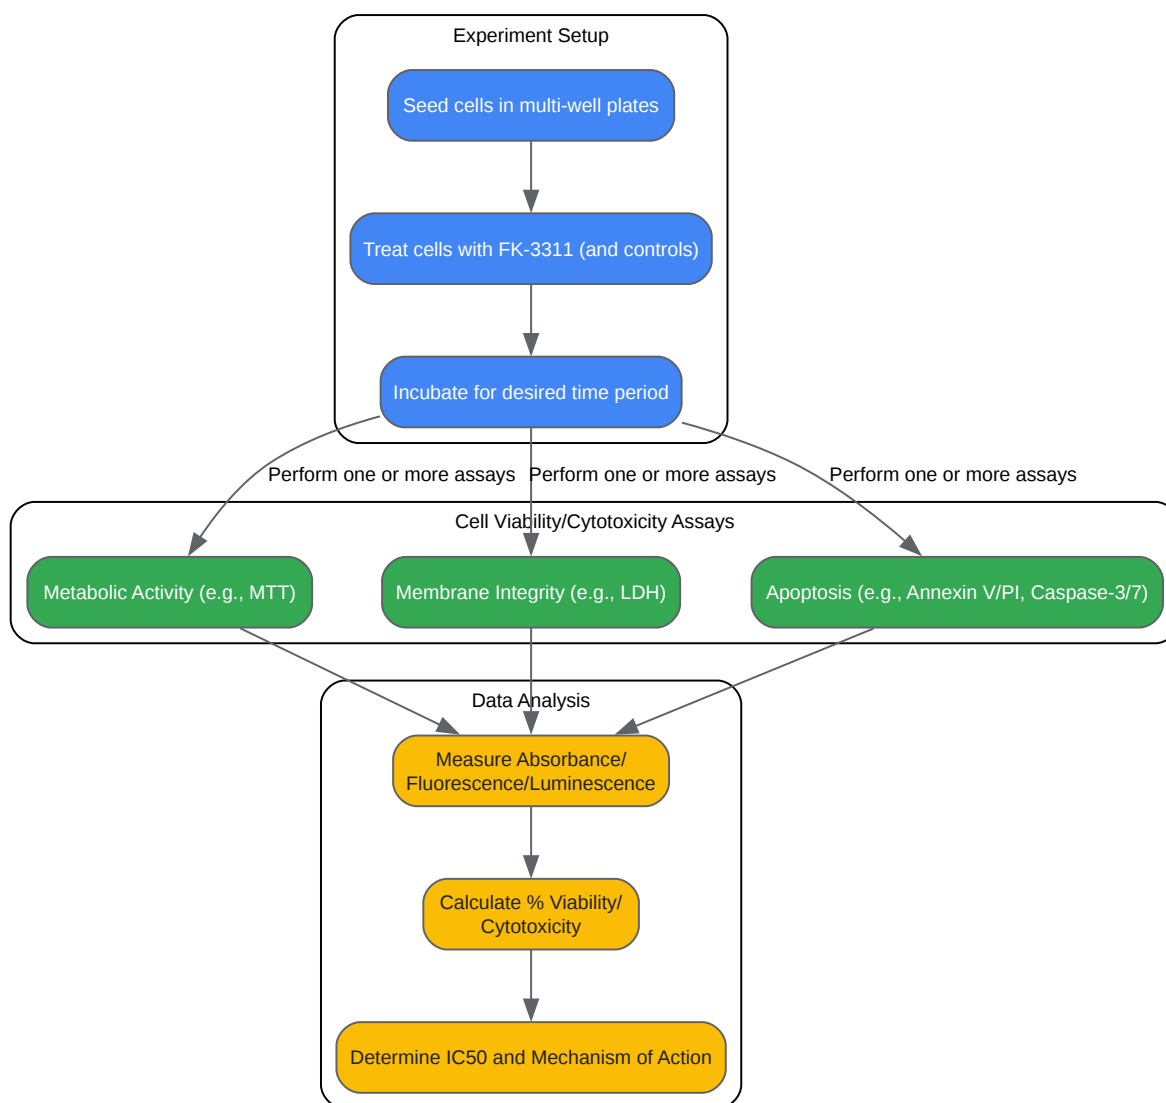 Experiment Setup
Seed cells in multi-well plates
Treat cells with FK-3311 (and controls)
Incubate for desired time period
Perform one or more assays
Perform one or more assays
Perform one or more assays
Cell Viability/Cytotoxicity Assays
Metabolic Activity (e.g., MTT)
Membrane Integrity (e.g., LDH)
Apoptosis (e.g., Annexin V/PI, Caspase-3/7)
Data Analysis
Measure Absorbance/
Fluorescence/Luminescence
Calculate % Viability/
Cytotoxicity
Determine IC50 and Mechanism of Action